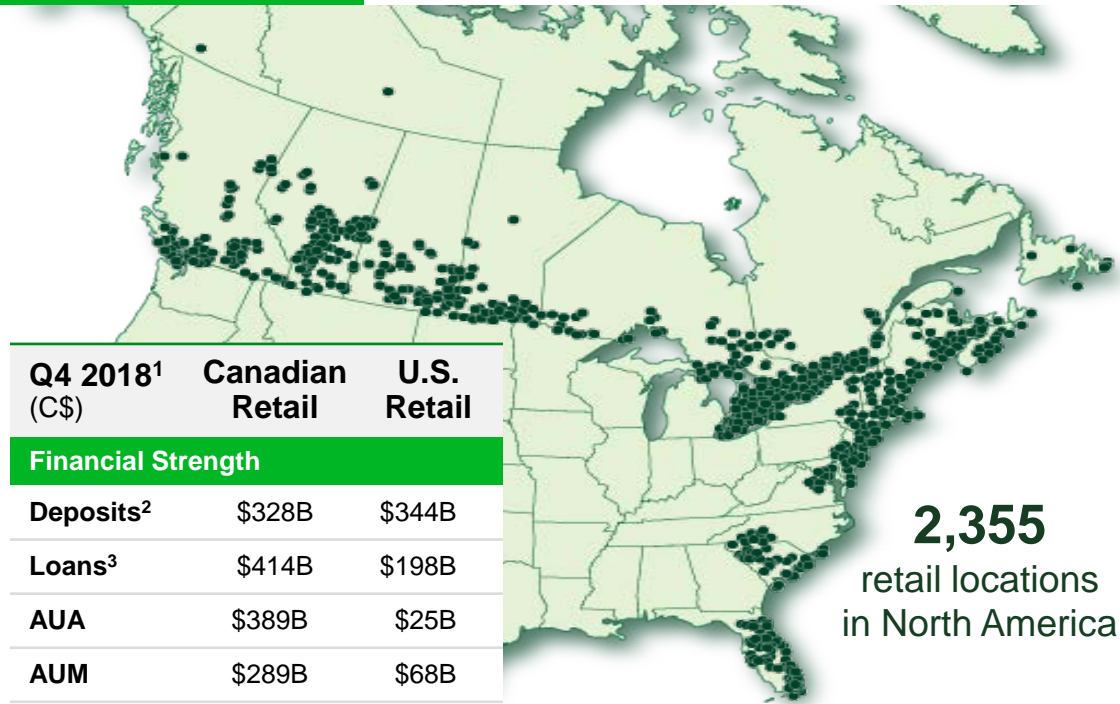 Q4 2018¹ Canadian Retail U.S. Retail
(C$)
Financial Strength
Deposits² $328B $344B
Loans³ $414B $198B
AUA $389B $25B
AUM $289B $68B
2,355
retail locations
in North America